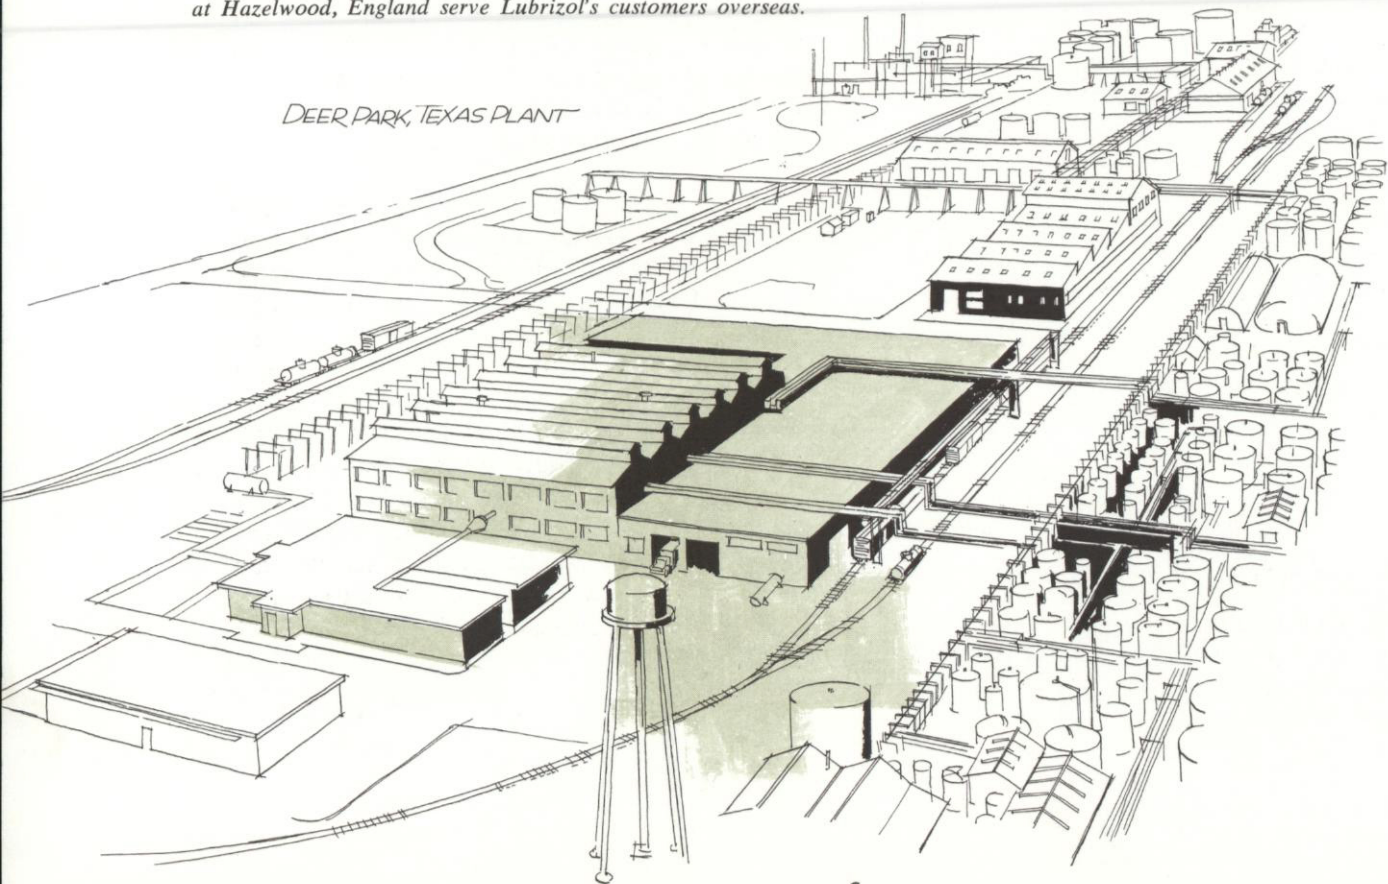 at Hazelwood, England serve Lubrizol's customers overseas.
DEER PARK, TEXAS PLANT